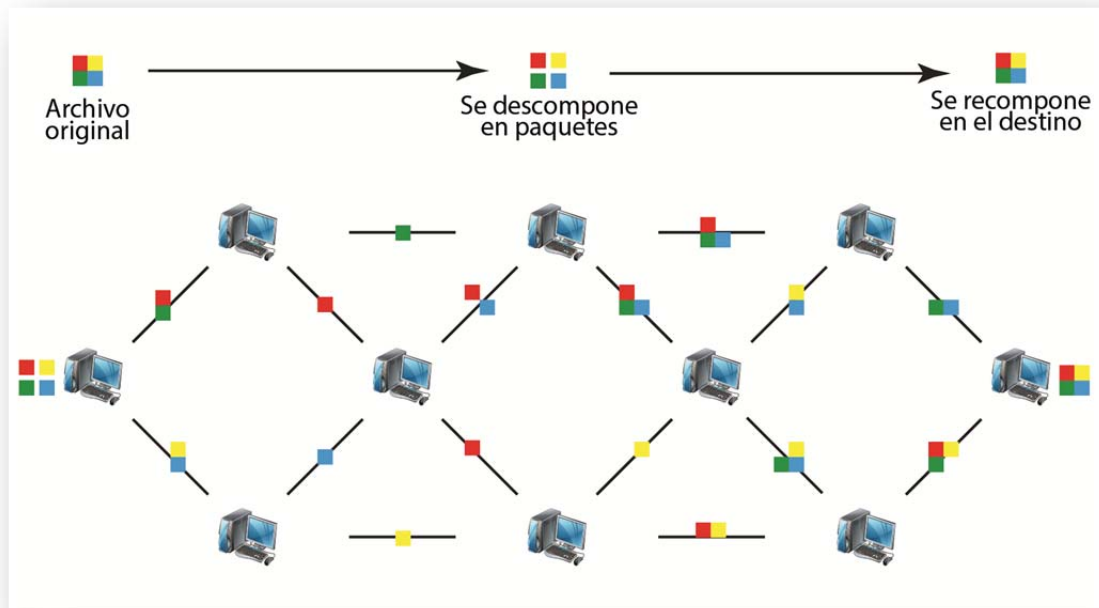 Archivo
original
Se descompone
en paquetes
Se recompone
en el destino